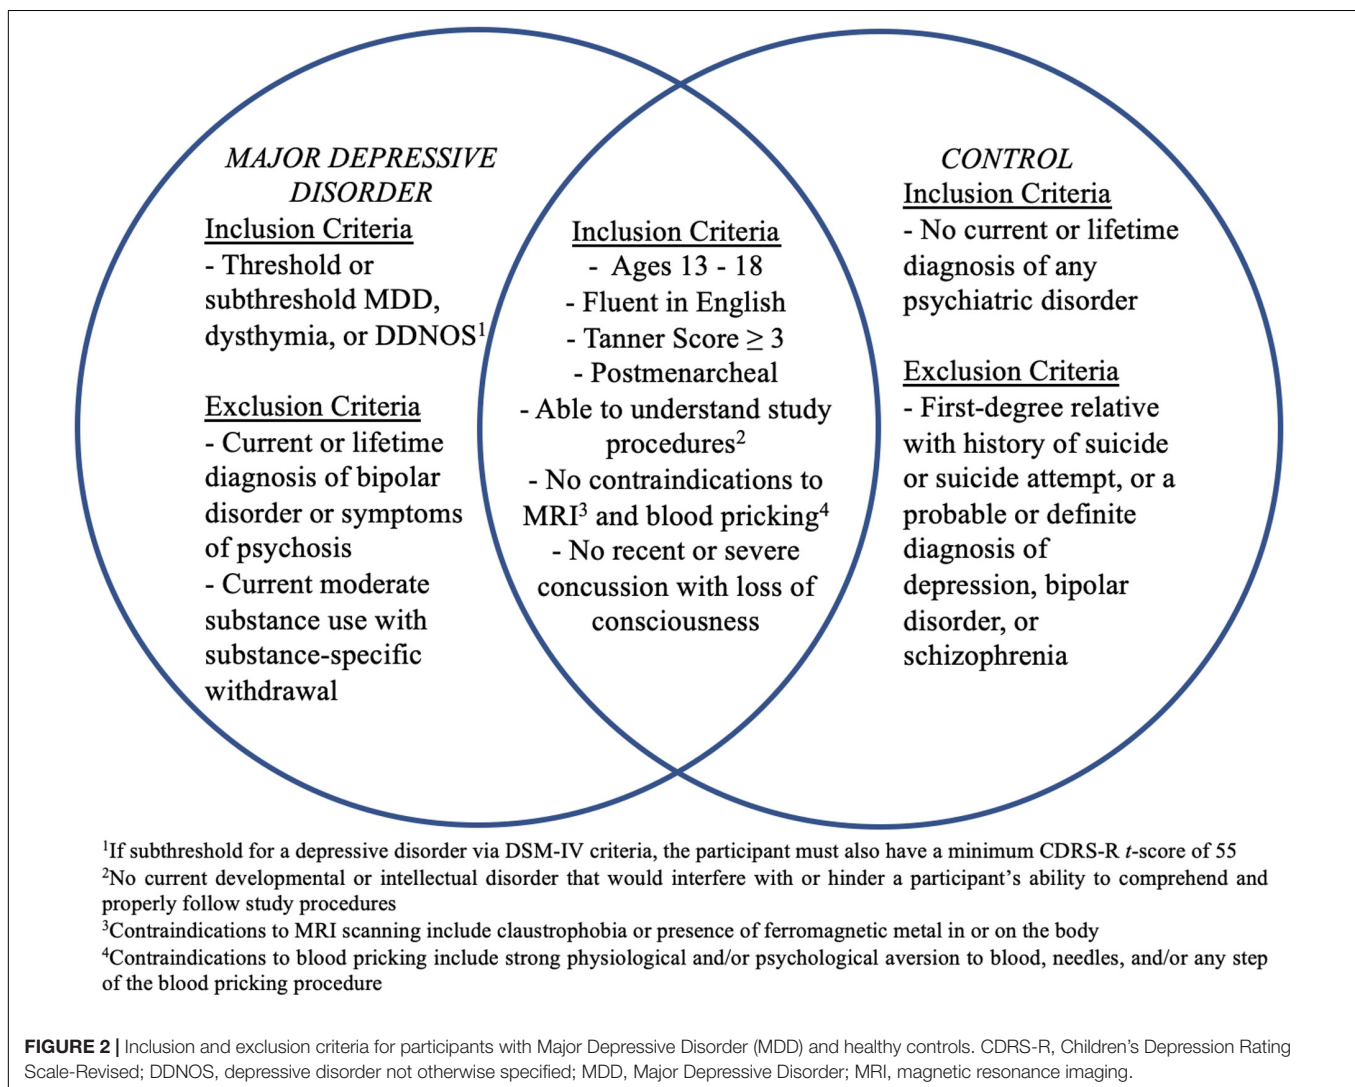 MAJOR DEPRESSIVE
DISORDER
Inclusion Criteria
- Threshold or
subthreshold MDD,
dysthymia, or DDNOS¹
Exclusion Criteria
- Current or lifetime
diagnosis of bipolar
disorder or symptoms
of psychosis
- Current moderate
substance use with
substance-specific
withdrawal
Inclusion Criteria
- Ages 13 - 18
- Fluent in English
- Tanner Score ≥ 3
- Postmenarcheal
- Able to understand study
procedures²
- No contraindications to
MRI³ and blood pricking⁴
- No recent or severe
concussion with loss of
consciousness
CONTROL
Inclusion Criteria
- No current or lifetime
diagnosis of any
psychiatric disorder
Exclusion Criteria
- First-degree relative
with history of suicide
or suicide attempt, or a
probable or definite
diagnosis of
depression, bipolar
disorder, or
schizophrenia
¹If subthreshold for a depressive disorder via DSM-IV criteria, the participant must also have a minimum CDRS-R t-score of 55
²No current developmental or intellectual disorder that would interfere with or hinder a participant's ability to comprehend and
properly follow study procedures
³Contraindications to MRI scanning include claustrophobia or presence of ferromagnetic metal in or on the body
⁴Contraindications to blood pricking include strong physiological and/or psychological aversion to blood, needles, and/or any step
of the blood pricking procedure
FIGURE 2 | Inclusion and exclusion criteria for participants with Major Depressive Disorder (MDD) and healthy controls. CDRS-R, Children's Depression Rating
Scale-Revised; DDNOS, depressive disorder not otherwise specified; MDD, Major Depressive Disorder; MRI, magnetic resonance imaging.